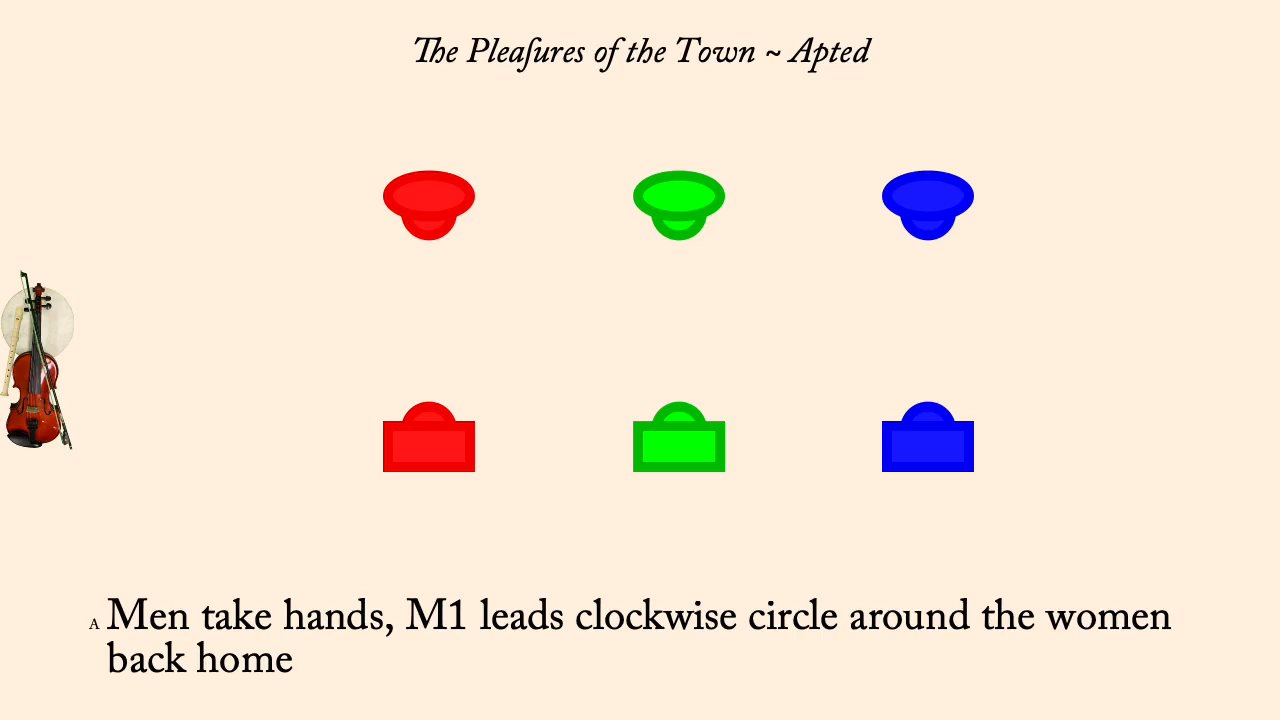 The Pleaſures of the Town ~ Apted
A Men take hands, M1 leads clockwise circle around the women
back home